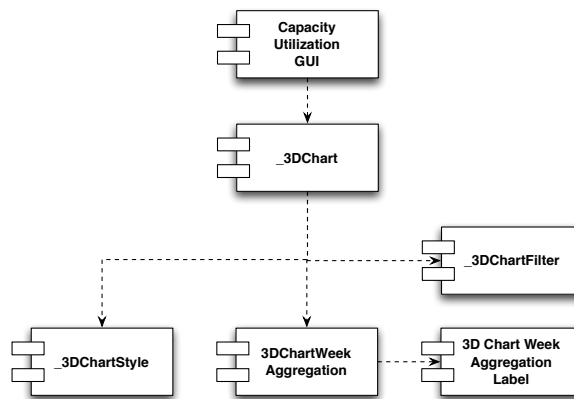 Capacity
Utilization
GUI
_3DChart
_3DChartFilter
_3DChartStyle
3DChartWeek
Aggregation
3D Chart Week
Aggregation
Label